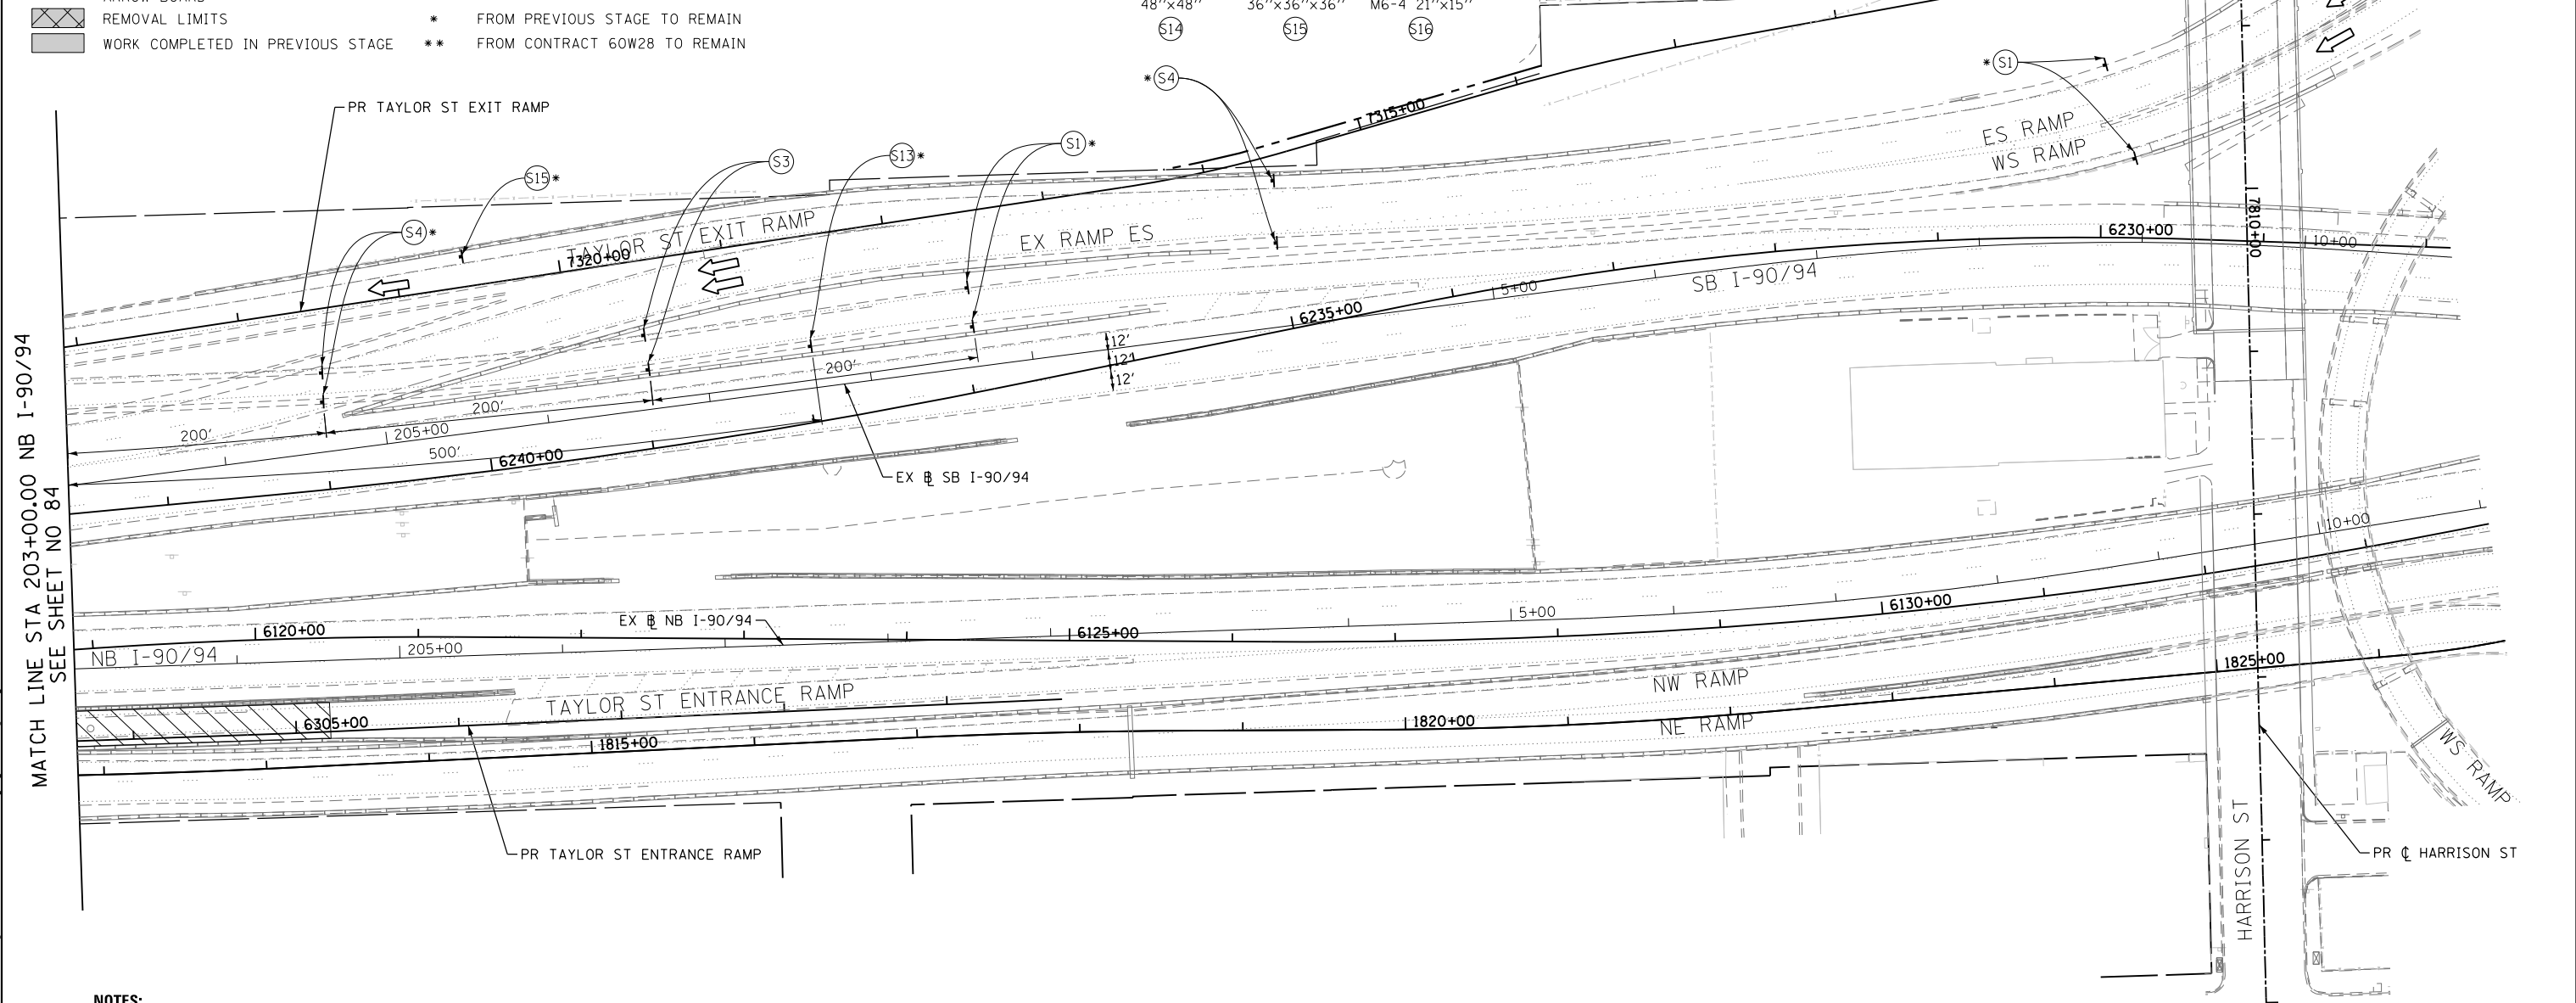 REMOVAL LIMITS
* FROM PREVIOUS STAGE TO REMAIN
WORK COMPLETED IN PREVIOUS STAGE
** FROM CONTRACT 60W28 TO REMAIN
48"x48"
36"x36"x36"
M6-4 21"x15"
S14
S15
S16
*S4
*S1
PR TAYLOR ST EXIT RAMP
7315+00
S15*
S3
S13*
S1*
S4*
ES RAMP
WS RAMP
TAYLOR ST EXIT RAMP
7320+00
EX RAMP ES
6230+00
7810+00
10+00
SB I-90/94
5+00
6235+00
12'
12'
12'
200'
200'
200'
205+00
500'
6240+00
EX B SB I-90/94
MATCH LINE STA 203+00.00 NB I-90/94
SEE SHEET NO 84
10+00
EX B NB I-90/94
6120+00
6125+00
5+00
6130+00
NB I-90/94
205+00
1825+00
TAYLOR ST ENTRANCE RAMP
NW RAMP
6305+00
1815+00
1820+00
NE RAMP
WS RAMP
PR TAYLOR ST ENTRANCE RAMP
HARRISON ST
PR ℄ HARRISON ST
NOTES: